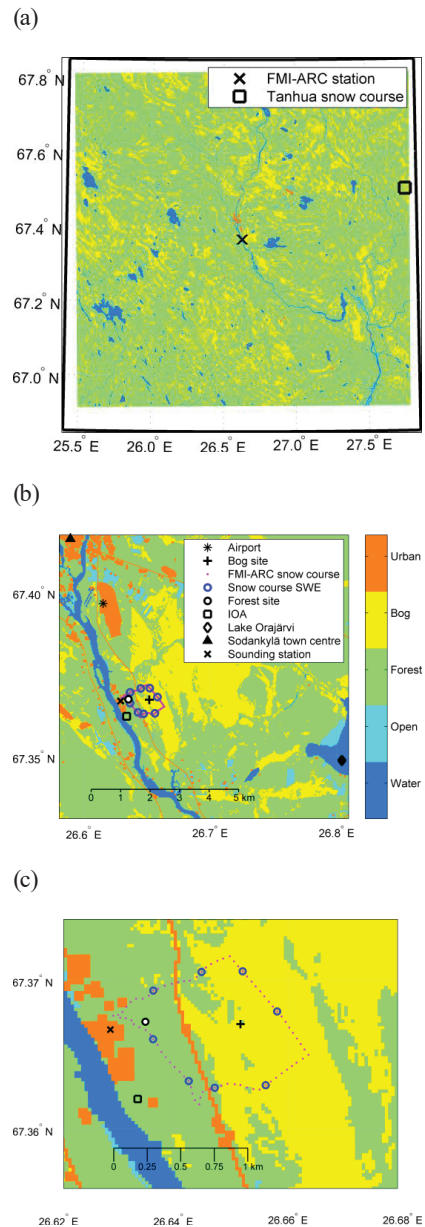 (a)
67.8° N
67.6° N
67.4° N
67.2° N
67.0° N
FMI-ARC station
Tanhua snow course
25.5° E
26.0° E
26.5° E
27.0° E
27.5° E
(b)
67.40° N
67.35° N
Airport
Bog site
FMI-ARC snow course
Snow course SWE
Forest site
IOA
Lake Orajärvi
Sodankylä town centre
Sounding station
0 1 2 3 4 5 km
26.6° E
26.7° E
26.8° E
Urban
Bog
Forest
Open
Water
(c)
67.37° N
67.36° N
0 0.25 0.5 0.75 1 km
26.62° E
26.64° E
26.66° E
26.68° E